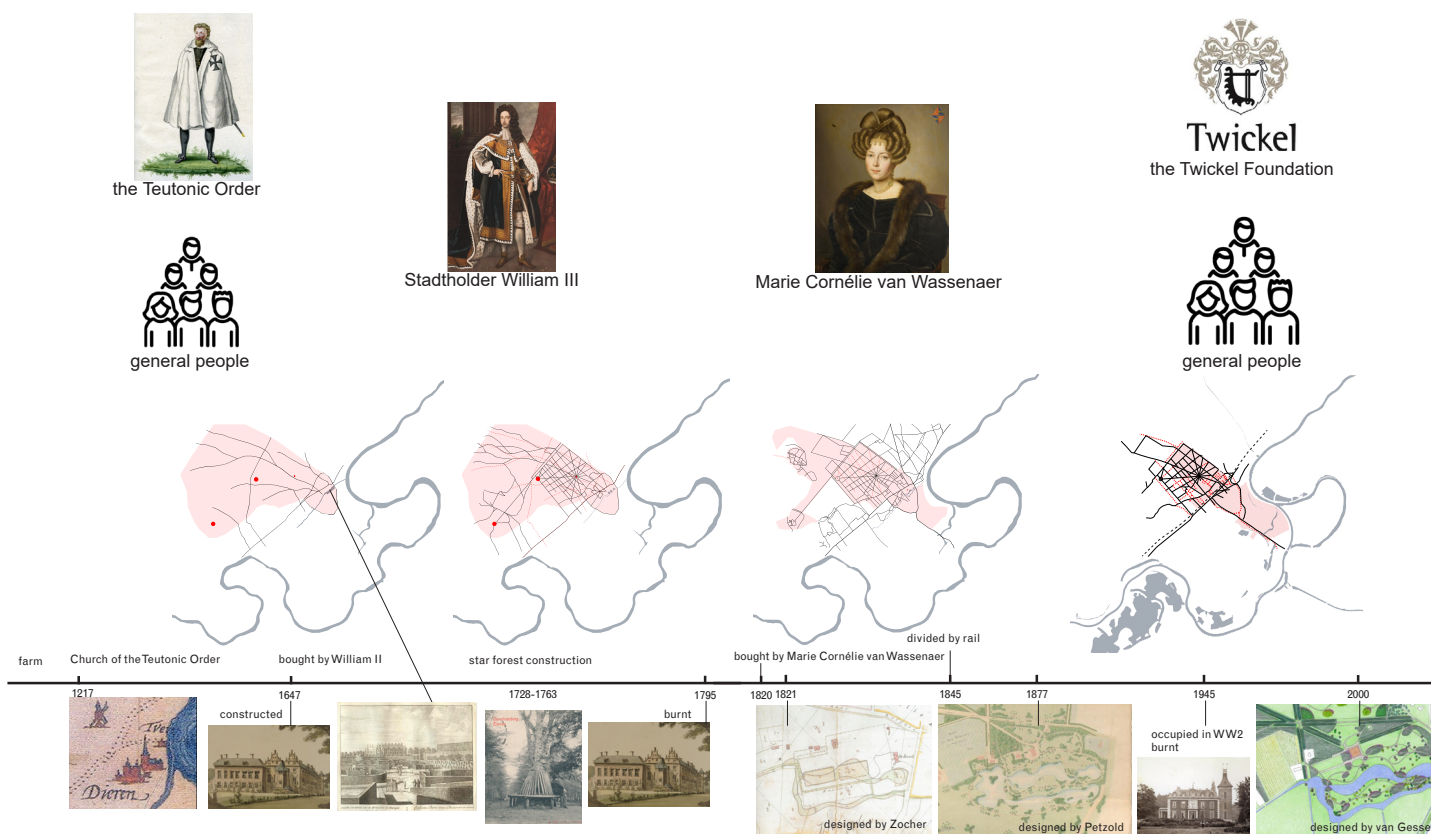 Twickel
the Teutonic Order
the Twickel Foundation
Stadtholder William III
Marie Cornélie van Wassenaer
general people
general people
divided by rail
farm
Church of the Teutonic Order
bought by William II
star forest construction
bought by Marie Cornélie van Wassenaer
1217
1647
1728-1763
1795
1820
1821
1845
1877
1945
2000
constructed
burnt
occupied in WW2
burnt
Dieren
designed by Zocher
designed by Petzold
designed by van Gesse